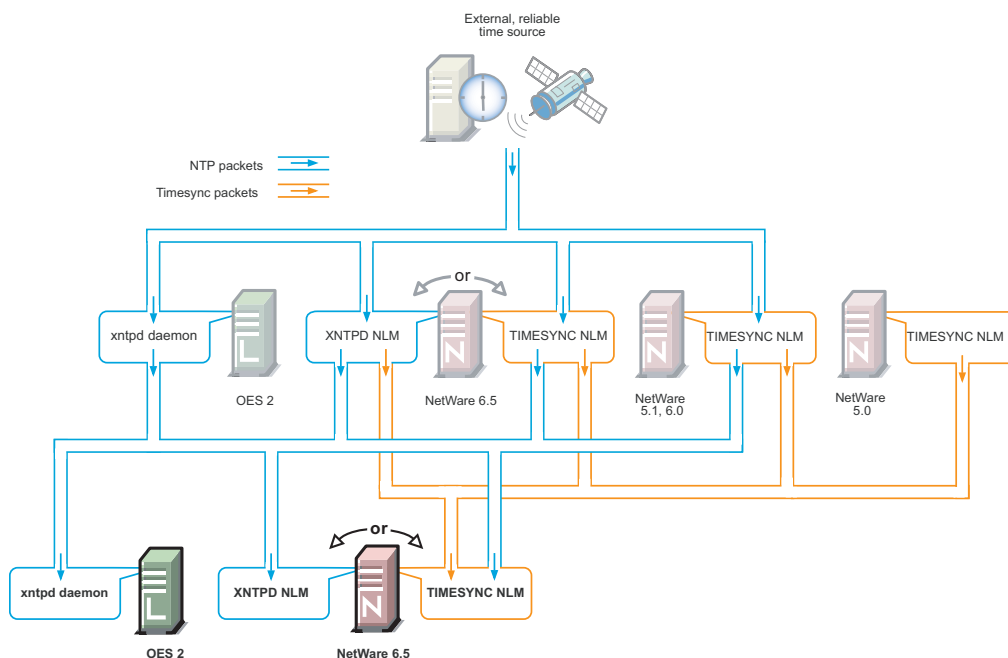 External, reliable
time source
NTP packets
Timesync packets
or
xntpd daemon
L
OES 2
XNTPD NLM
N
NetWare 6.5
TIMESYNC NLM
N
NetWare
5.1, 6.0
TIMESYNC NLM
N
NetWare
5.0
TIMESYNC NLM
or
xntpd daemon
L
OES 2
XNTPD NLM
N
NetWare 6.5
TIMESYNC NLM